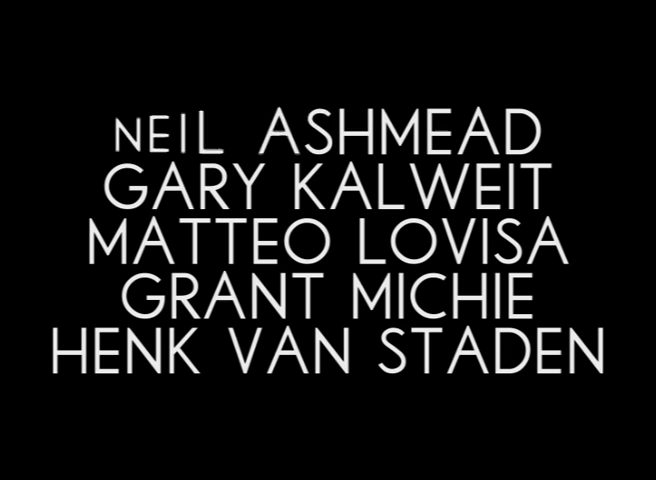 NEIL ASHMEAD
GARY KALWEIT
MATTEO LOVISA
GRANT MICHIE
HENK VAN STADEN